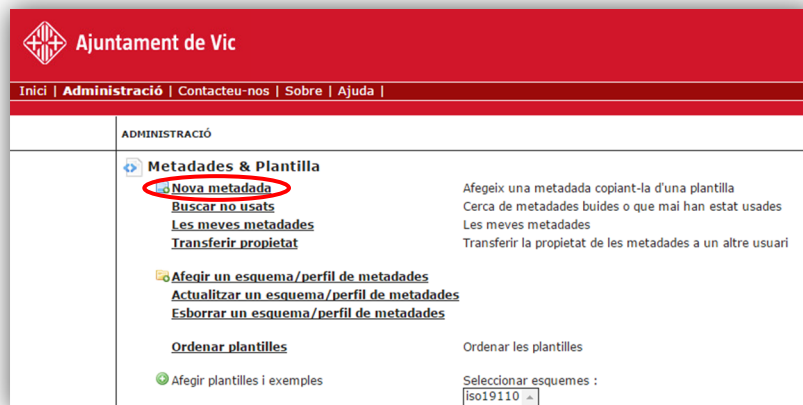 Ajuntament de Vic
Inici | Administració | Contacteu-nos | Sobre | Ajuda |
ADMINISTRACIÓ
Metadades & Plantilla
Nova metadada Afegeix una metadada copiant-la d'una plantilla
Buscar no usats Cerca de metadades buides o que mai han estat usades
Les meves metadades Les meves metadades
Transferir propietat Transferir la propietat de les metadades a un altre usuari
Afegir un esquema/perfil de metadades
Actualitzar un esquema/perfil de metadades
Esborrar un esquema/perfil de metadades
Ordenar plantilles Ordenar les plantilles
Afegir plantilles i exemples Seleccionar esquemes :
iso19110